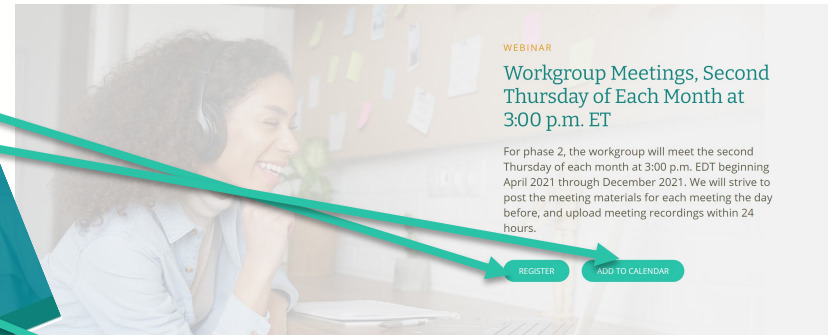 WEBINAR
Workgroup Meetings, Second
Thursday of Each Month at
3:00 p.m. ET
For phase 2, the workgroup will meet the second
Thursday of each month at 3:00 p.m. EDT beginning
April 2021 through December 2021. We will strive to
post the meeting materials for each meeting the day
before, and upload meeting recordings within 24
hours.
REGISTER
ADD TO CALENDAR